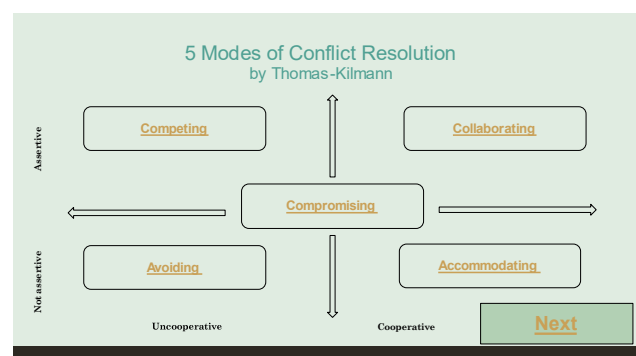 5 Modes of Conflict Resolution
by Thomas-Kilmann
Assertive
Competing
Collaborating
Compromising
Not assertive
Avoiding
Accommodating
Uncooperative
Cooperative
Next